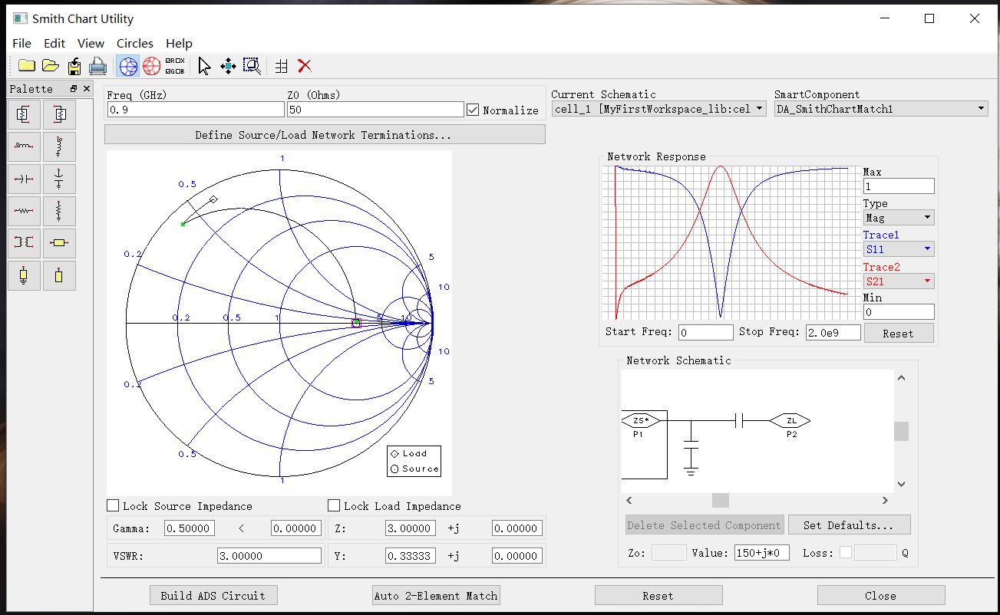 Smith Chart Utility
File Edit View Circles Help
Palette
Freq (GHz)
0.9
Z0 (Ohms)
50
Normalize
Current Schematic
cell_1 [MyFirstWorkspace_lib:cel
SmartComponent
DA_SmithChartMatch1
Define Source/Load Network Terminations...
1
0.5
0.2
5
10
0.2 0.5 1 5 10
10
5
0.2
0.5
1
Load
Source
Network Response
Max
1
Type
Mag
Trace1
S11
Trace2
S21
Min
0
Start Freq: 0 Stop Freq: 2.0e9 Reset
Network Schematic
ZS*
P1
ZL
P2
Delete Selected Component Set Defaults...
Zo: Value: 150+j*0 Loss: Q
Lock Source Impedance
Lock Load Impedance
Gamma: 0.50000 < 0.00000
Z: 3.00000 +j 0.00000
VSWR: 3.00000
Y: 0.33333 +j 0.00000
Build ADS Circuit Auto 2-Element Match Reset Close